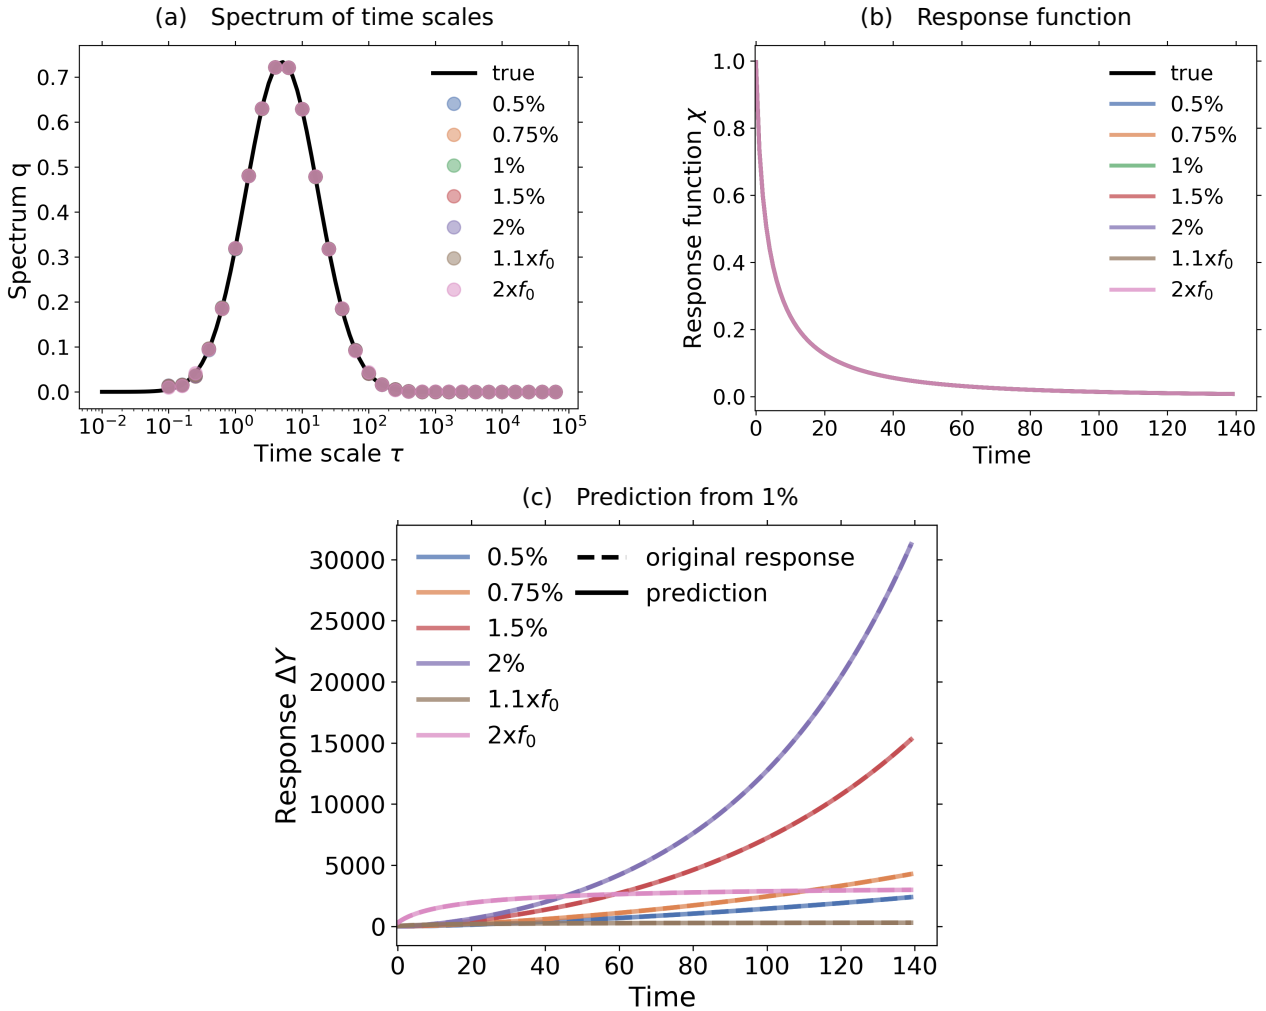 (a) Spectrum of time scales
Spectrum q
0.7
0.6
0.5
0.4
0.3
0.2
0.1
0.0
true
0.5%
0.75%
1%
1.5%
2%
1.1xf₀
2xf₀
10⁻² 10⁻¹ 10⁰ 10¹ 10² 10³ 10⁴ 10⁵
Time scale τ
(b) Response function
Response function χ
1.0
0.8
0.6
0.4
0.2
0.0
true
0.5%
0.75%
1%
1.5%
2%
1.1xf₀
2xf₀
0 20 40 60 80 100 120 140
Time
(c) Prediction from 1%
Response ΔY
30000
25000
20000
15000
10000
5000
0
0.5%
0.75%
1.5%
2%
1.1xf₀
2xf₀
original response
prediction
0 20 40 60 80 100 120 140
Time